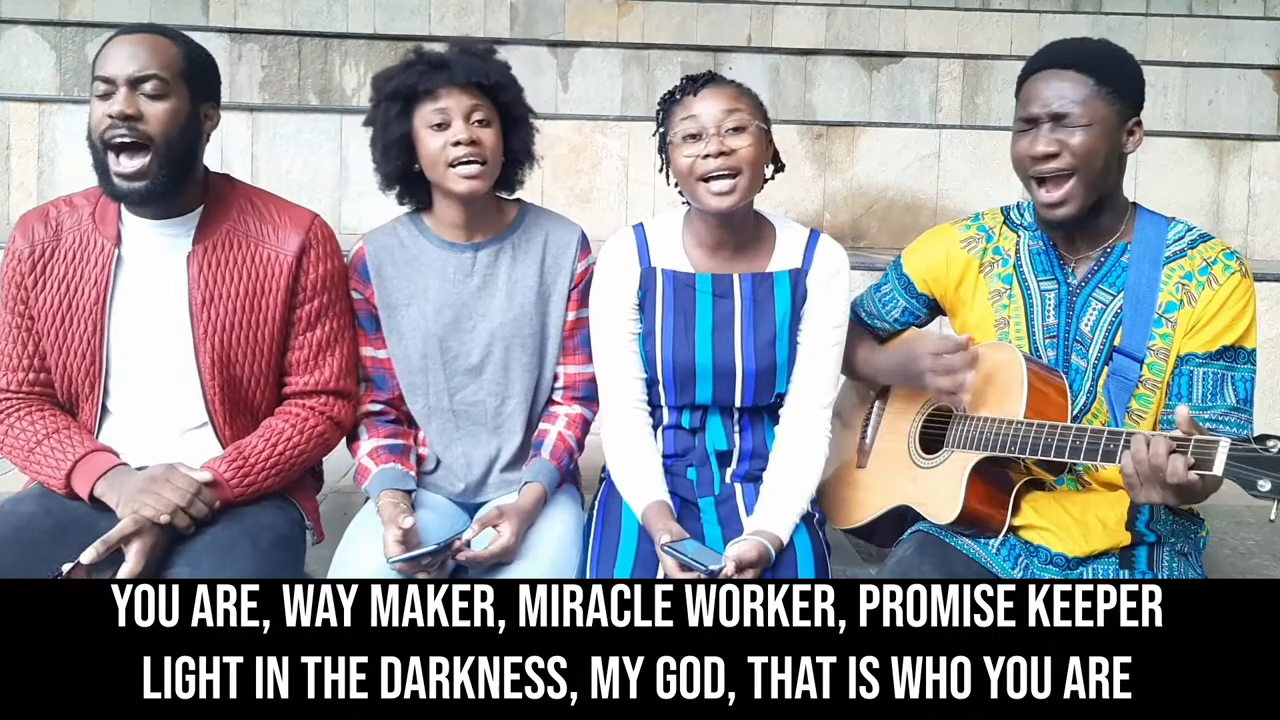 YOU ARE, WAY MAKER, MIRACLE WORKER, PROMISE KEEPER
LIGHT IN THE DARKNESS, MY GOD, THAT IS WHO YOU ARE